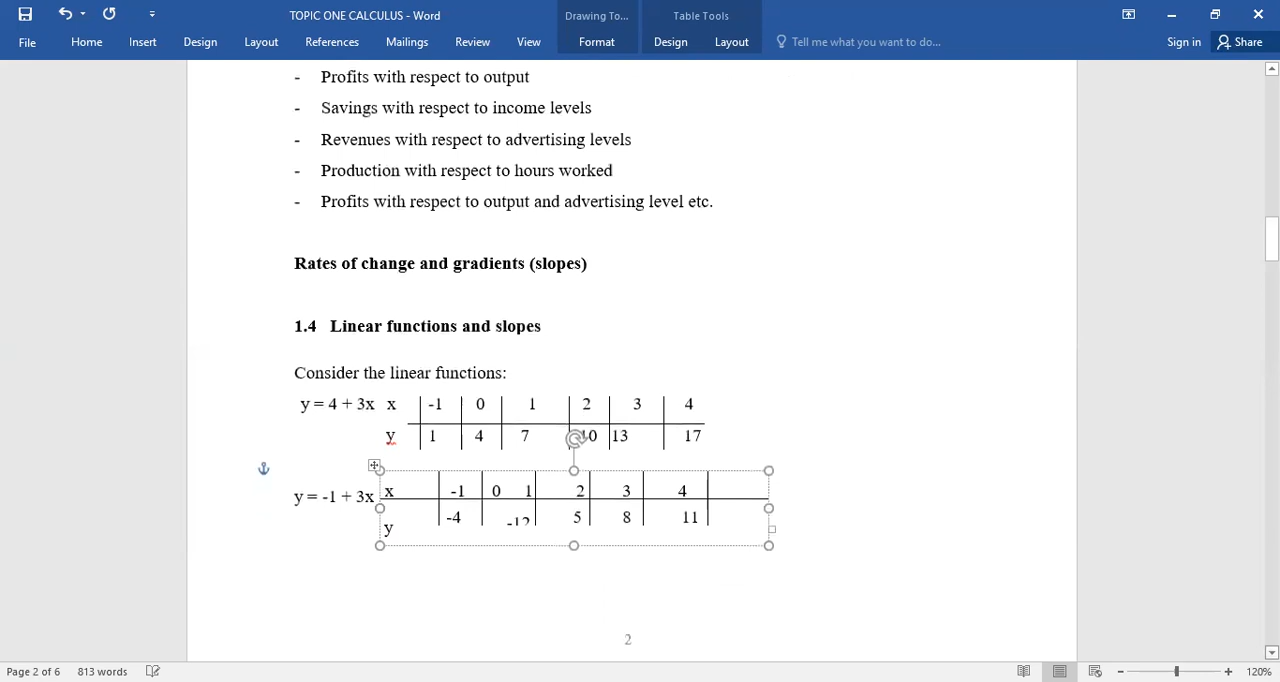 TOPIC ONE CALCULUS - Word
Drawing To...
Table Tools
File
Home
Insert
Design
Layout
References
Mailings
Review
View
Format
Design
Layout
Tell me what you want to do...
Sign in
Share
- Profits with respect to output
- Savings with respect to income levels
- Revenues with respect to advertising levels
- Production with respect to hours worked
- Profits with respect to output and advertising level etc.
Rates of change and gradients (slopes)
1.4 Linear functions and slopes
Consider the linear functions:
y = 4 + 3x x -1 0 1 2 3 4
y 1 4 7 10 13 17
y = -1 + 3x x -1 0 1 2 3 4
y -4 -12 5 8 11
2
Page 2 of 6
813 words
120%